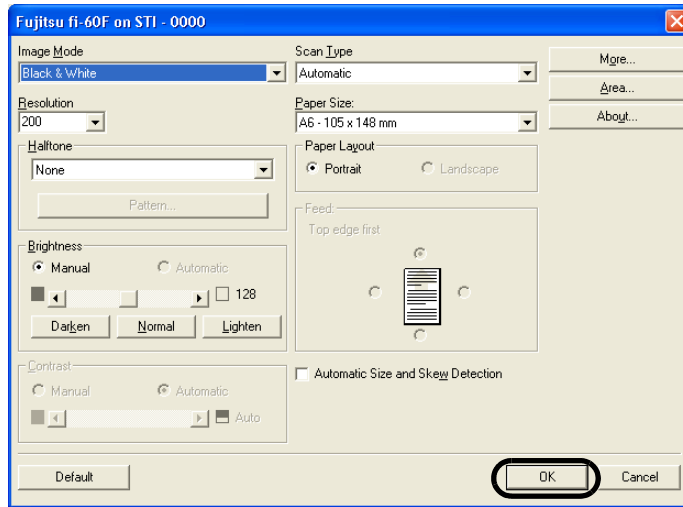 Fujitsu fi-60F on STI - 0000
Image Mode
Black & White
Resolution
200
Halftone
None
Pattern...
Brightness
Manual
Automatic
128
Darken
Normal
Lighten
Contrast
Manual
Automatic
Auto
Scan Type
Automatic
Paper Size:
A6 - 105 x 148 mm
Paper Layout
Portrait
Landscape
Feed:
Top edge first
Automatic Size and Skew Detection
More...
Area...
About...
Default
OK
Cancel